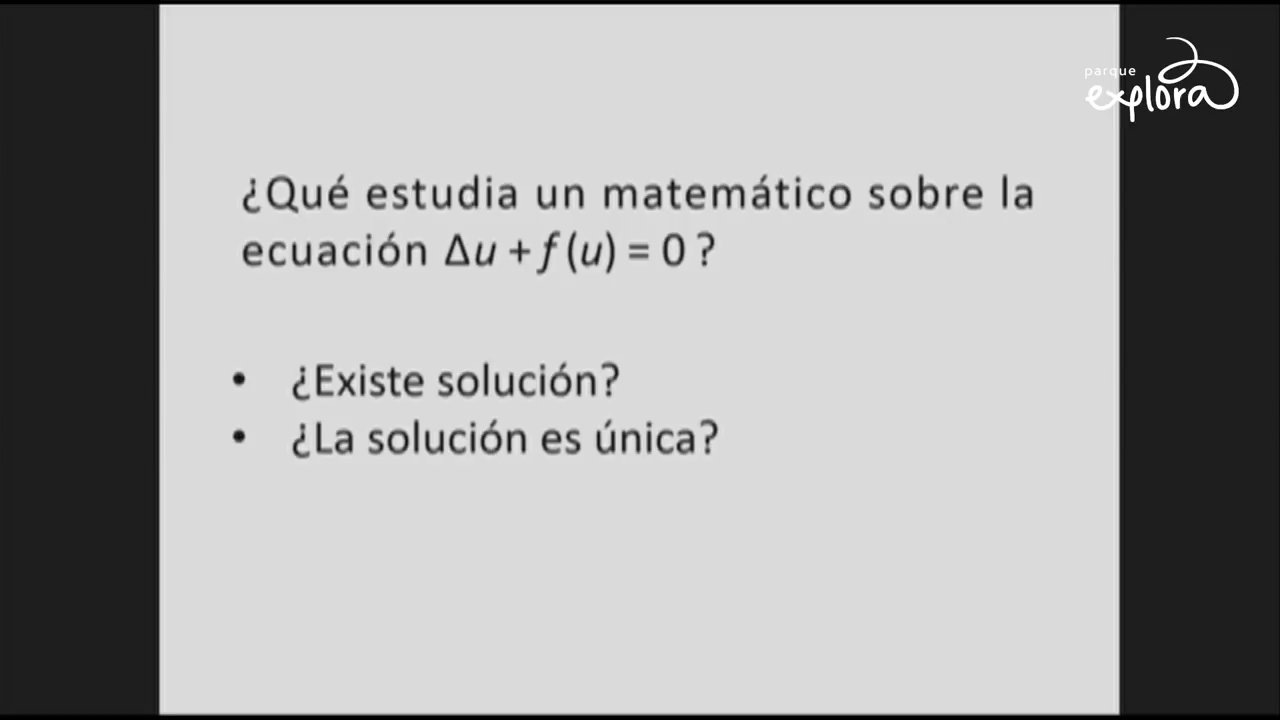 parque
explora
¿Qué estudia un matemático sobre la
ecuación Δu + f (u) = 0 ?
• ¿Existe solución?
• ¿La solución es única?